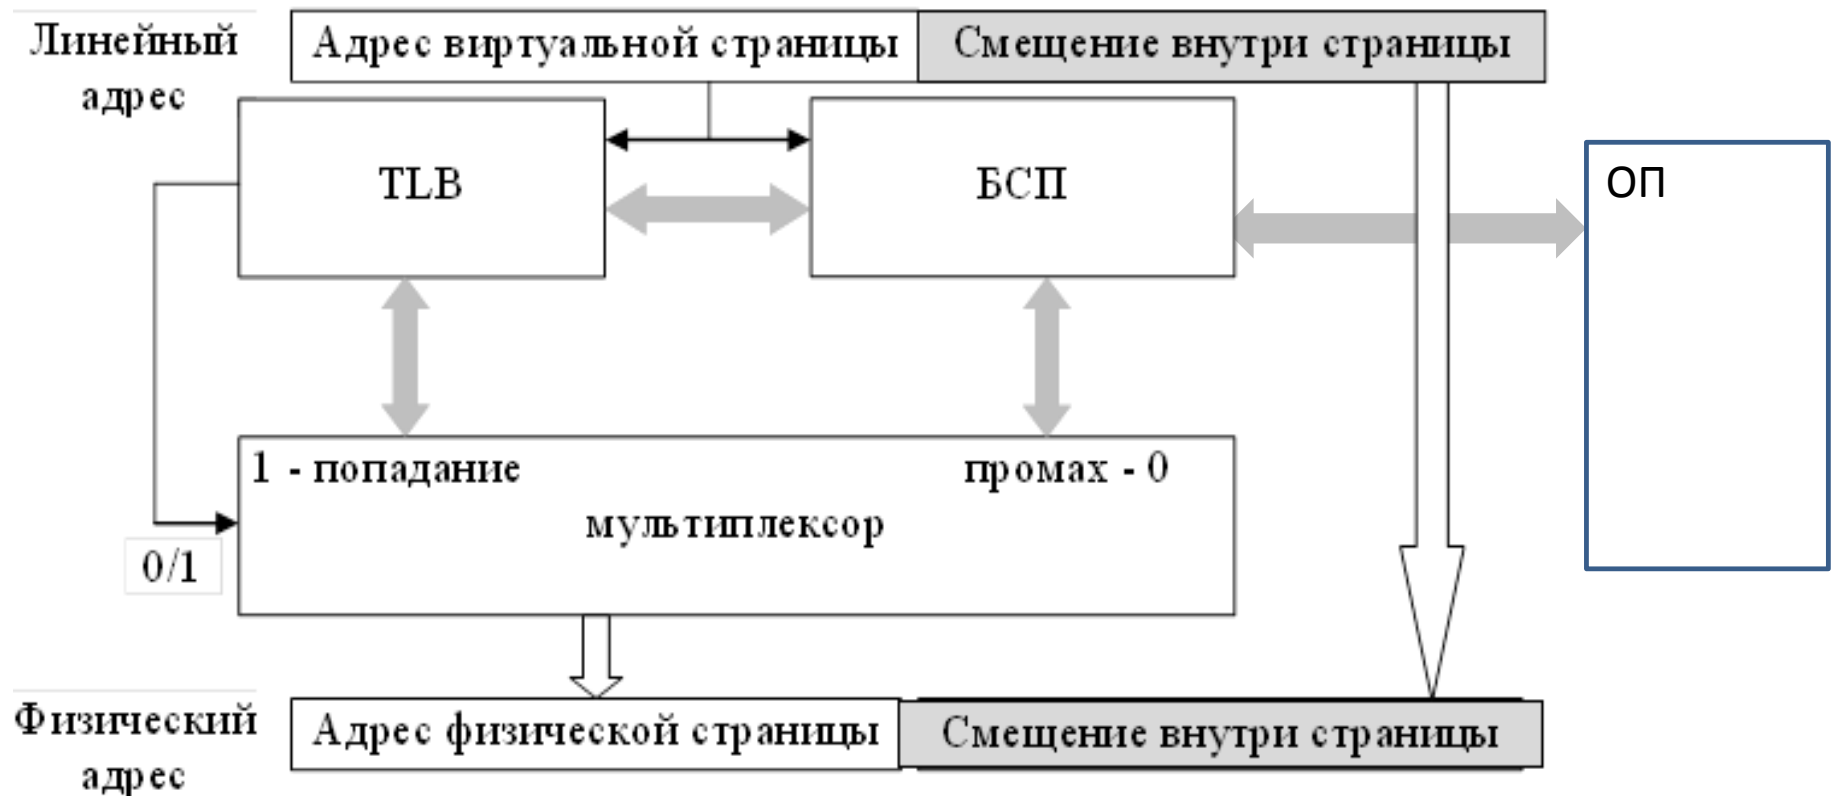 Линейный
адрес
Адрес виртуальной страницы
Смещение внутри страницы
TLB
БСП
ОП
1 - попадание
промах - 0
мультиплексор
0/1
Физический
адрес
Адрес физической страницы
Смещение внутри страницы